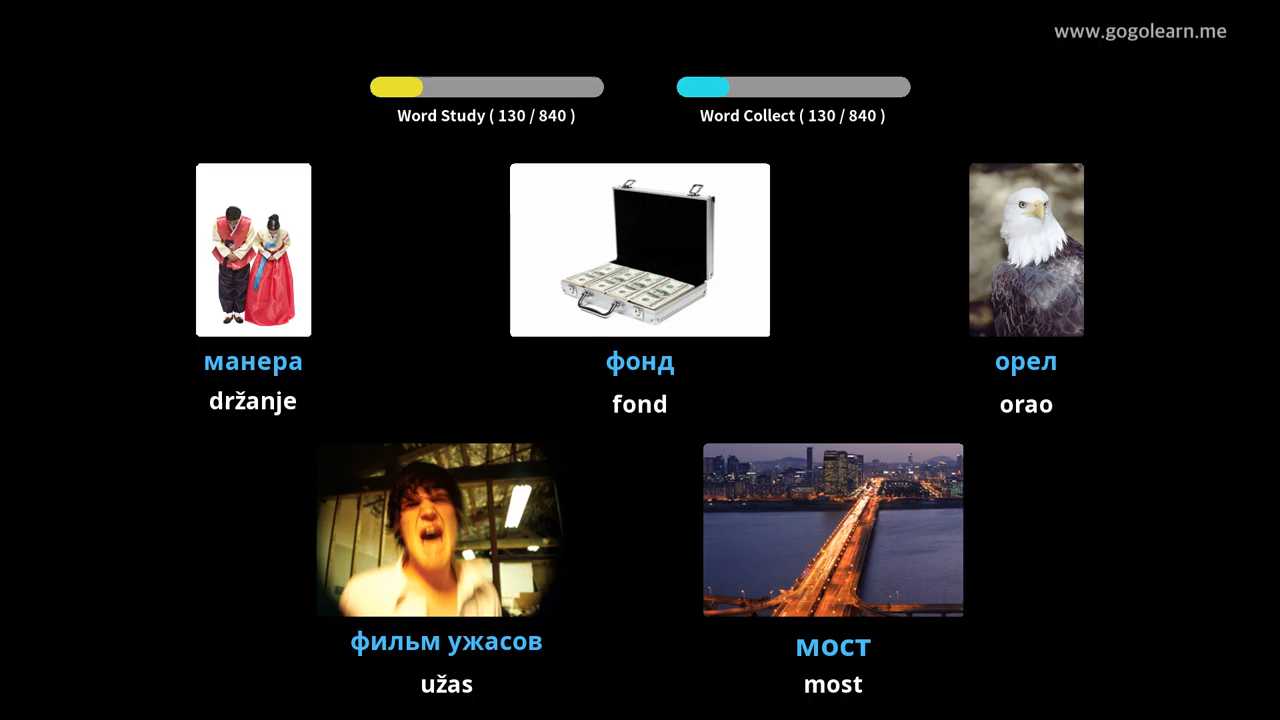 www.gogolearn.me
Word Study ( 130 / 840 )
Word Collect ( 130 / 840 )
манера
držanje
фонд
fond
орел
orao
фильм ужасов
užas
мост
most